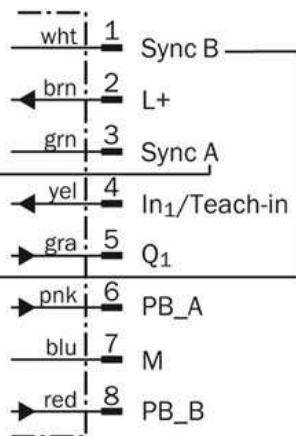 wht 1 Sync B
brn 2 L+
grn 3 Sync A
yel 4 In₁/Teach-in
gra 5 Q₁
pnk 6 PB_A
blu 7 M
red 8 PB_B